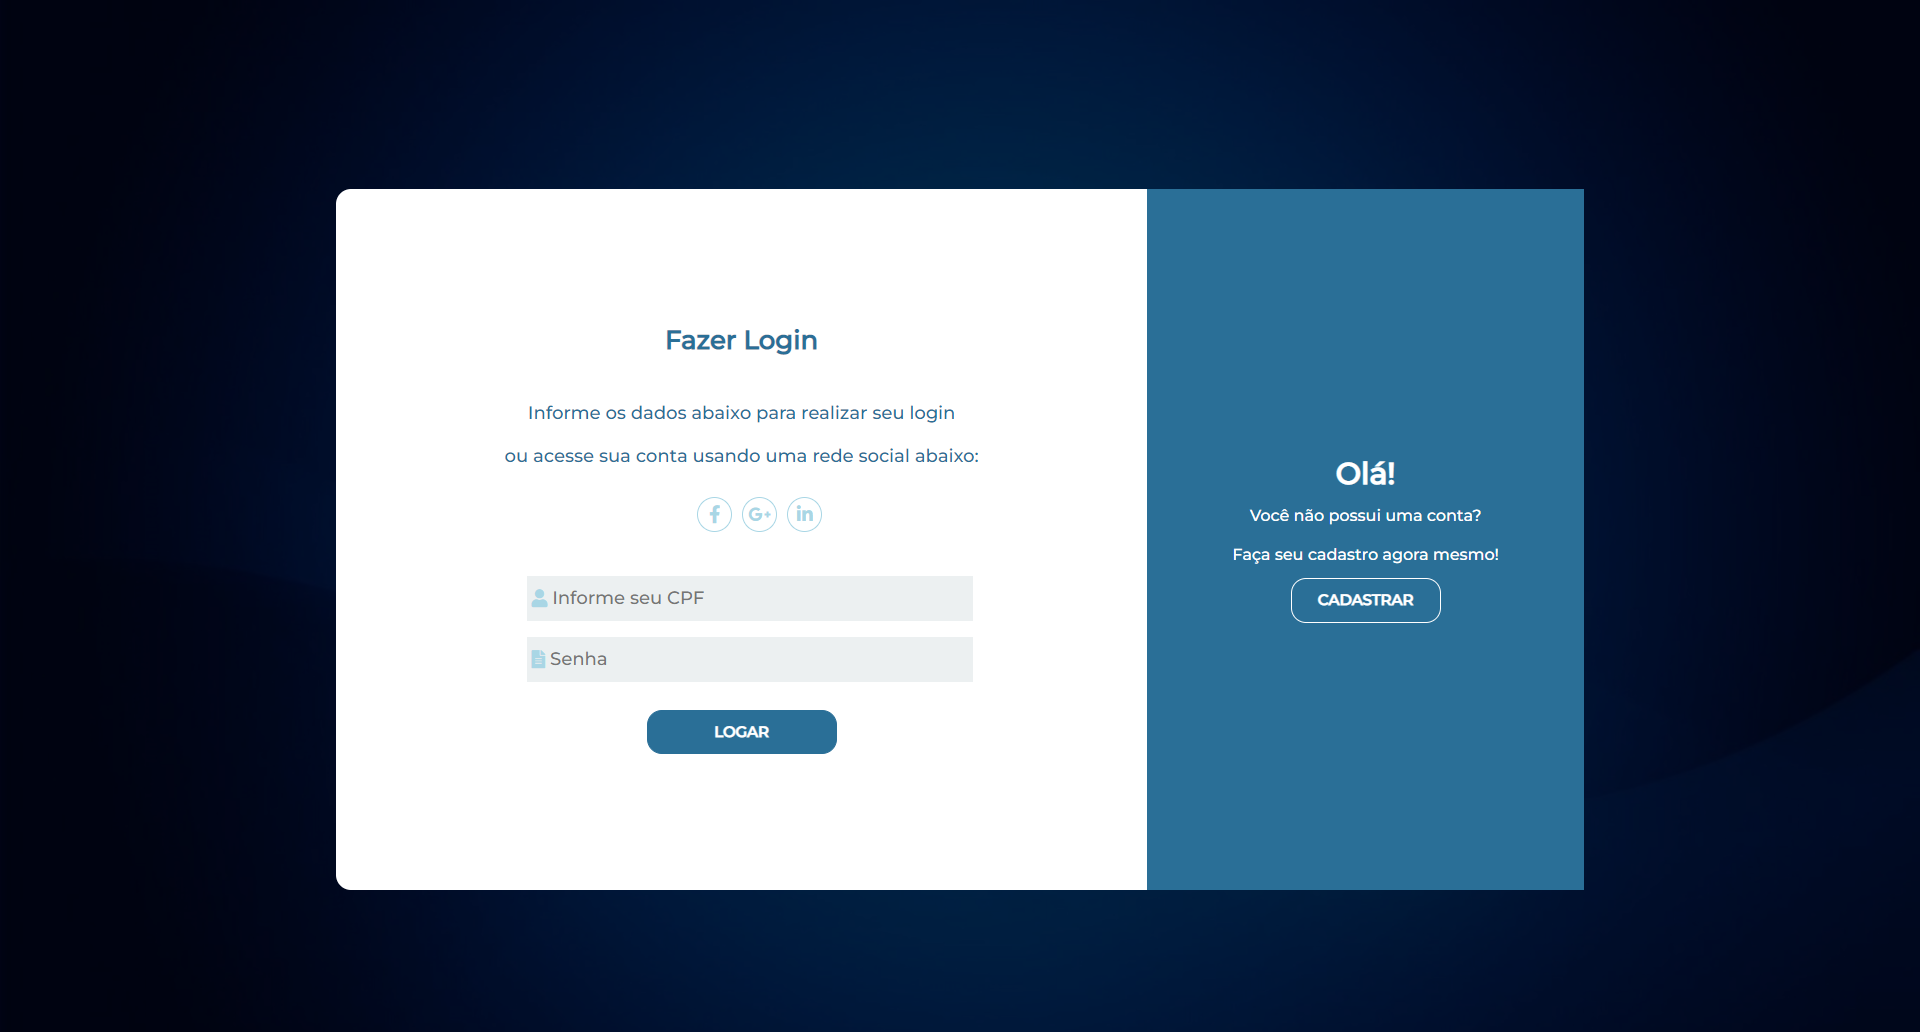 Fazer Login
Informe os dados abaixo para realizar seu login
ou acesse sua conta usando uma rede social abaixo:
Informe seu CPF
Senha
LOGAR
Olá!
Você não possui uma conta?
Faça seu cadastro agora mesmo!
CADASTRAR